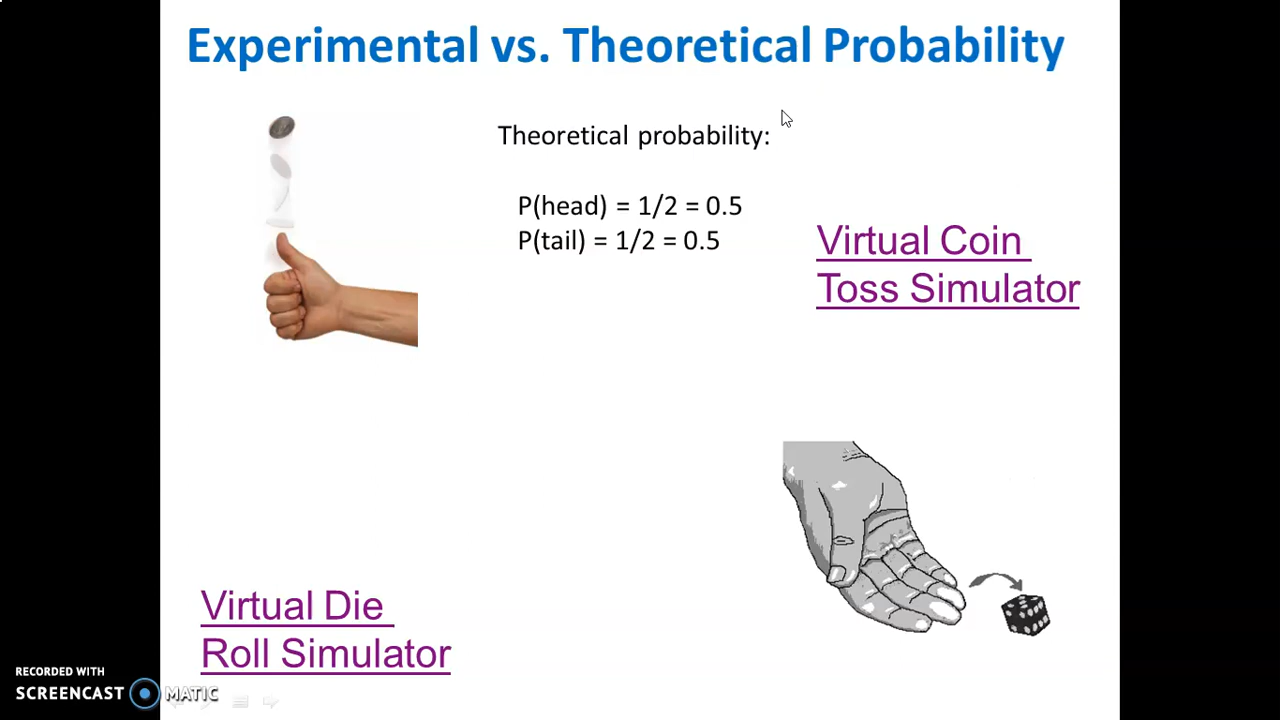 Experimental vs. Theoretical Probability
Theoretical probability:
P(head) = 1/2 = 0.5
P(tail) = 1/2 = 0.5
Virtual Coin
Toss Simulator
Virtual Die
Roll Simulator
RECORDED WITH
SCREENCAST MATIC